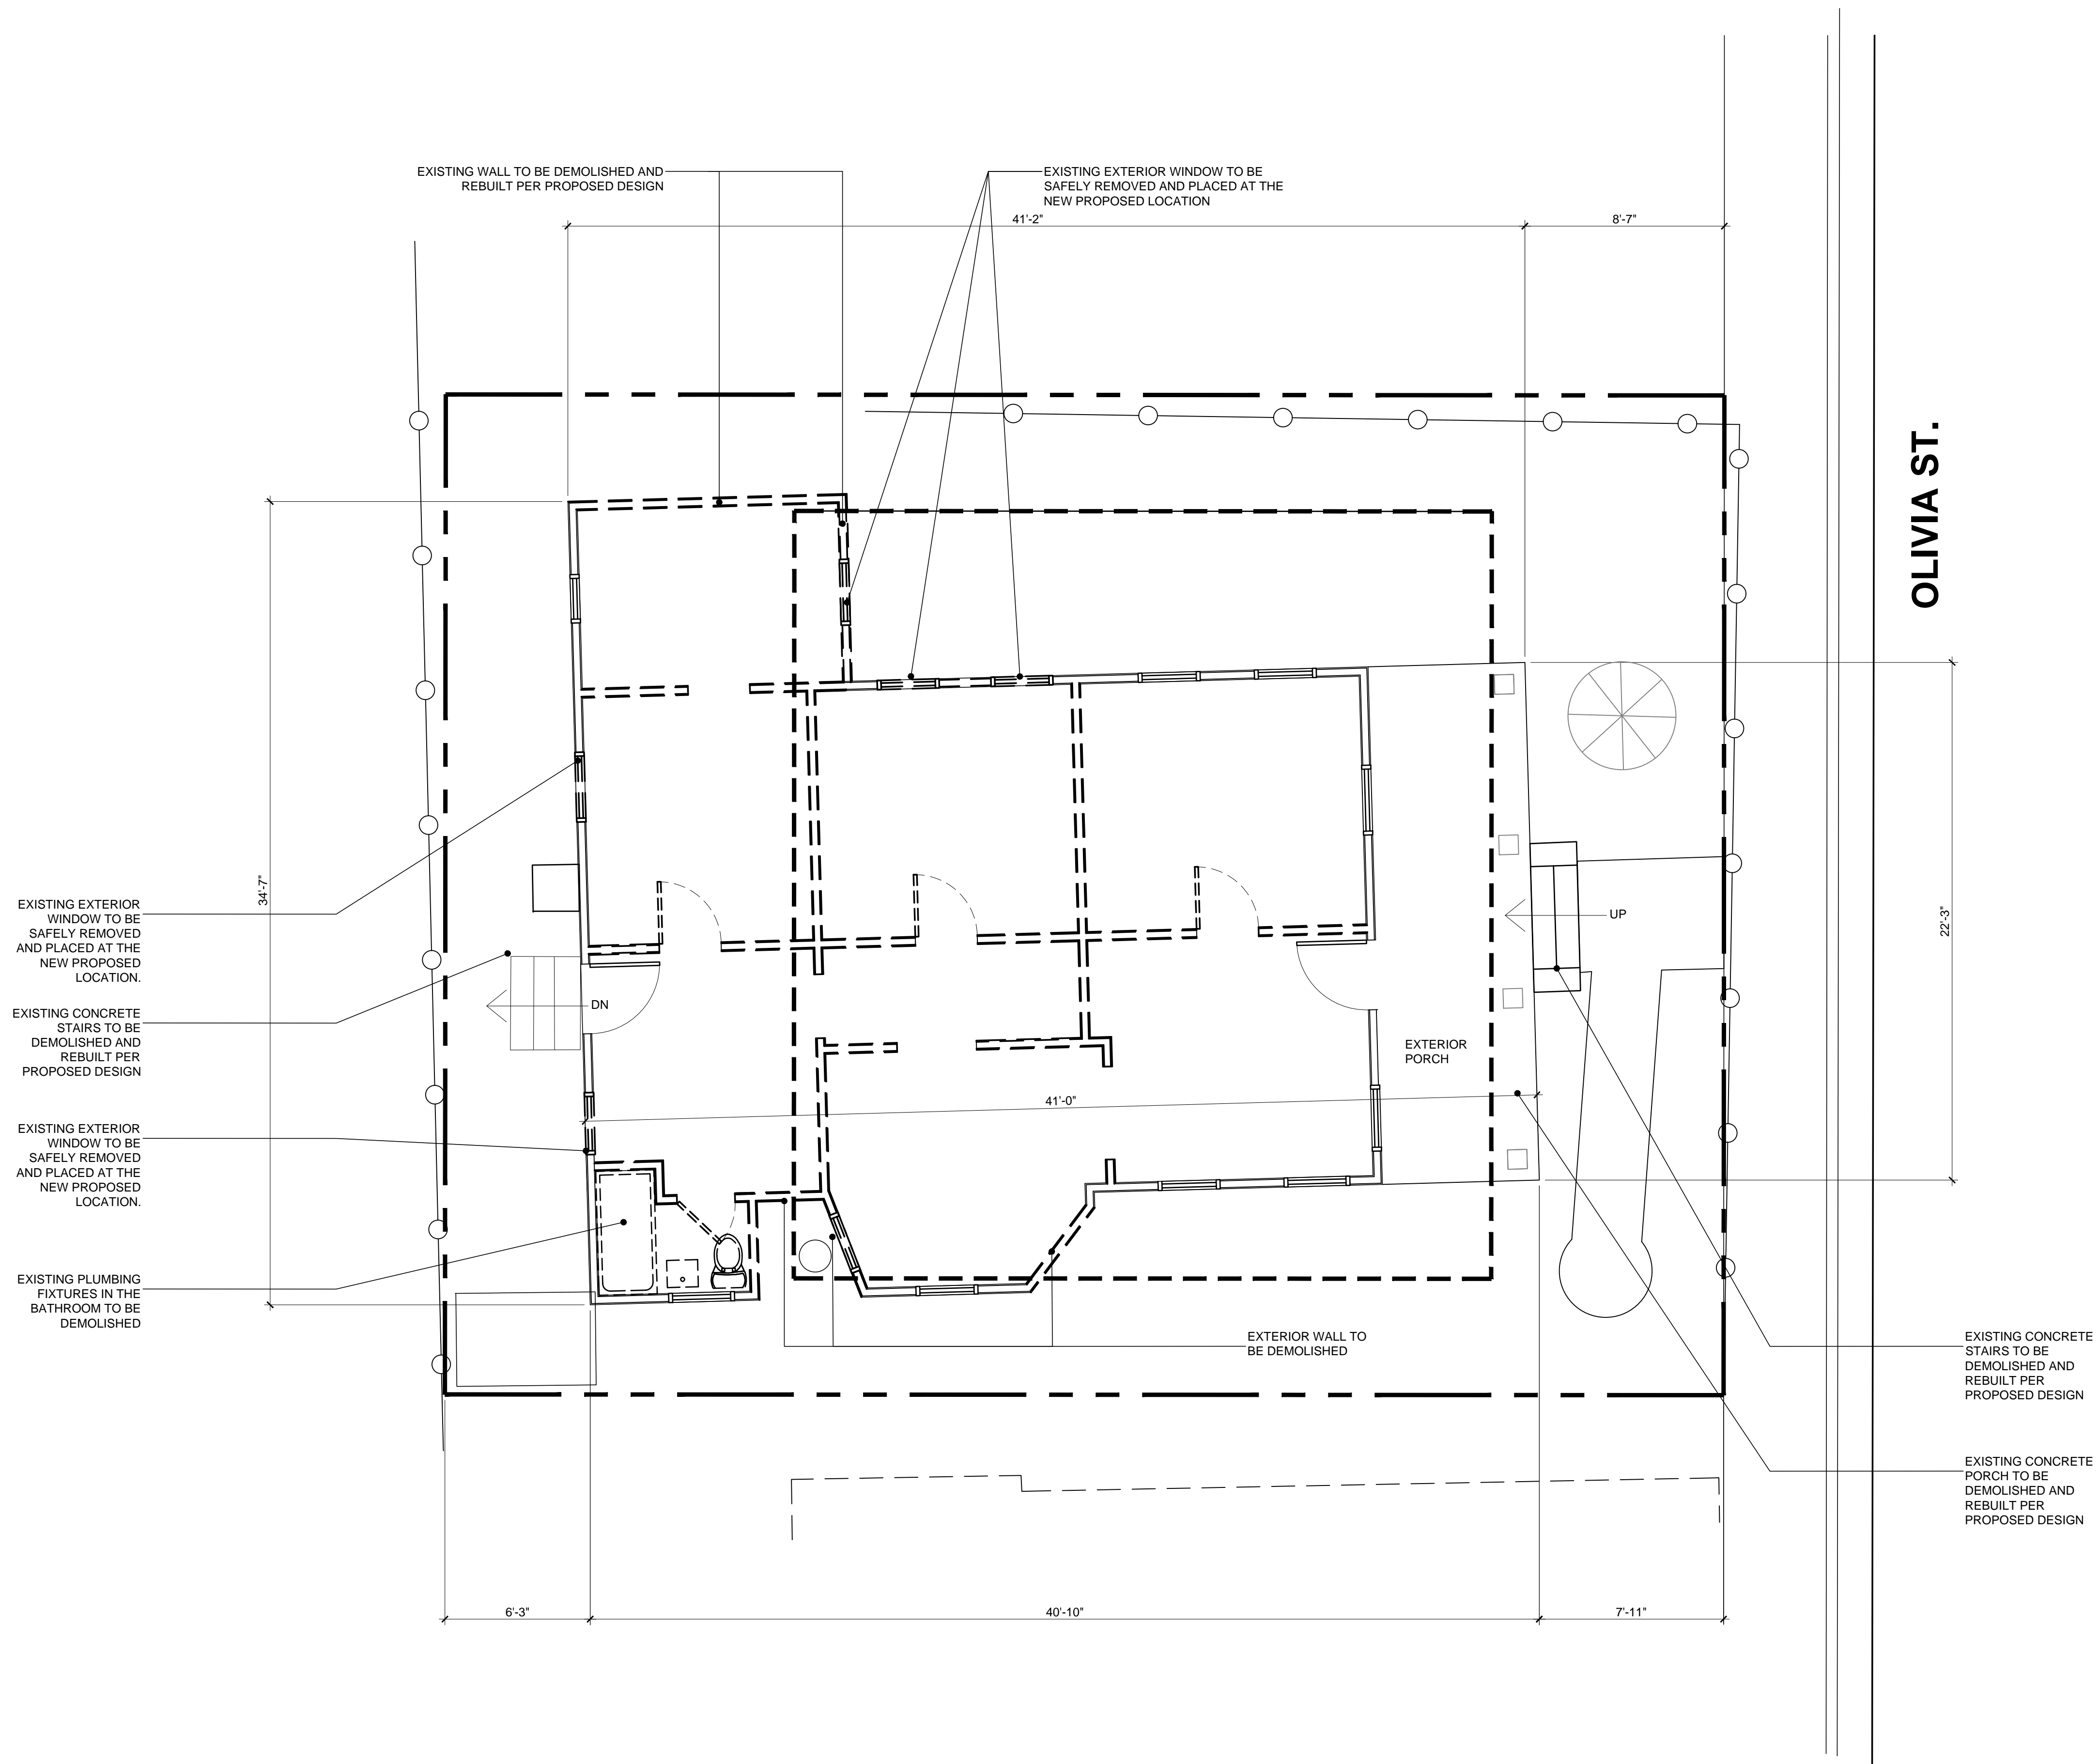 EXISTING WALL TO BE DEMOLISHED AND
REBUILT PER PROPOSED DESIGN
EXISTING EXTERIOR WINDOW TO BE
SAFELY REMOVED AND PLACED AT THE
NEW PROPOSED LOCATION
41'-2"
8'-7"
OLIVIA ST.
34'-7"
22'-3"
EXISTING EXTERIOR
WINDOW TO BE
SAFELY REMOVED
AND PLACED AT THE
NEW PROPOSED
LOCATION.
UP
DN
EXISTING CONCRETE
STAIRS TO BE
DEMOLISHED AND
REBUILT PER
PROPOSED DESIGN
EXTERIOR
PORCH
41'-0"
EXISTING EXTERIOR
WINDOW TO BE
SAFELY REMOVED
AND PLACED AT THE
NEW PROPOSED
LOCATION.
EXISTING PLUMBING
FIXTURES IN THE
BATHROOM TO BE
DEMOLISHED
EXTERIOR WALL TO
BE DEMOLISHED
EXISTING CONCRETE
STAIRS TO BE
DEMOLISHED AND
REBUILT PER
PROPOSED DESIGN
EXISTING CONCRETE
PORCH TO BE
DEMOLISHED AND
REBUILT PER
PROPOSED DESIGN
6'-3"
40'-10"
7'-11"